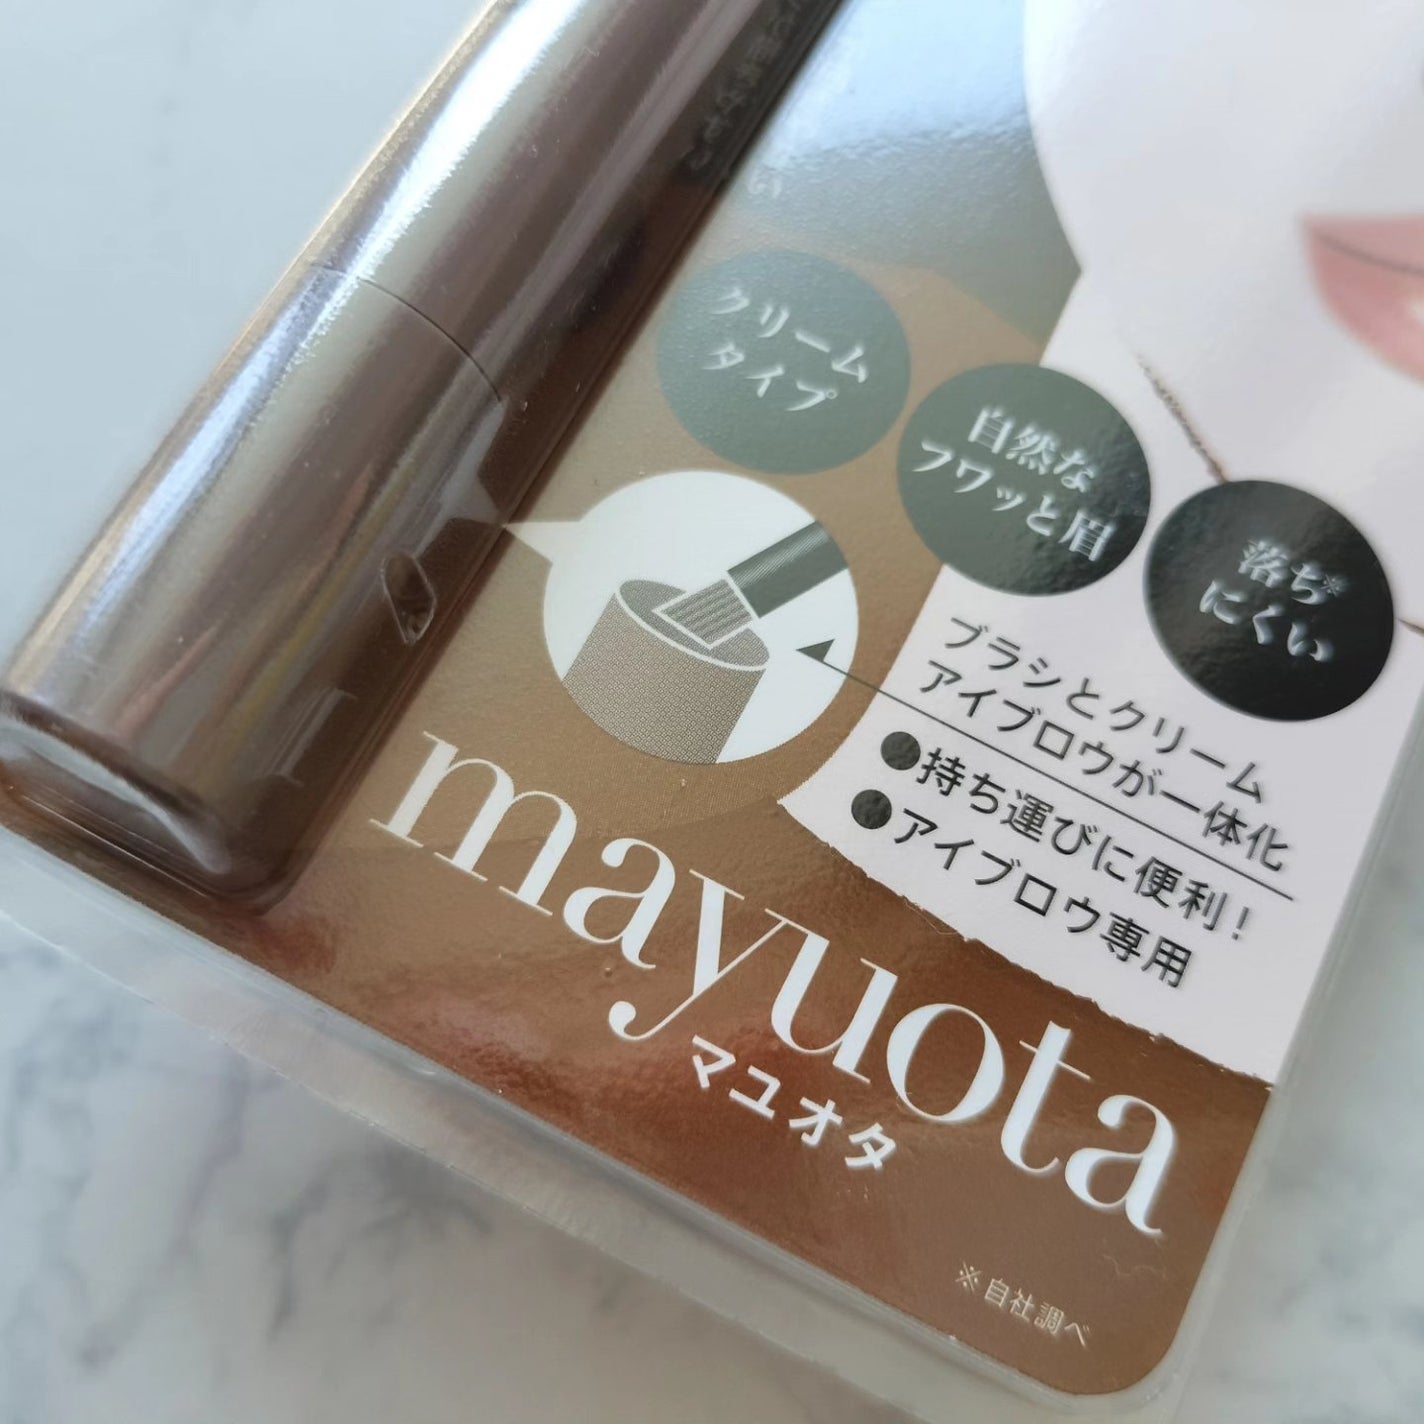 い
クリーム
タイプ
自然な
フワッと眉
落ち※
にくい
ブラシとクリーム
アイブロウが一体化
●持ち運びに便利！
●アイブロウ専用
mayuota
マユオタ
※自社調べ